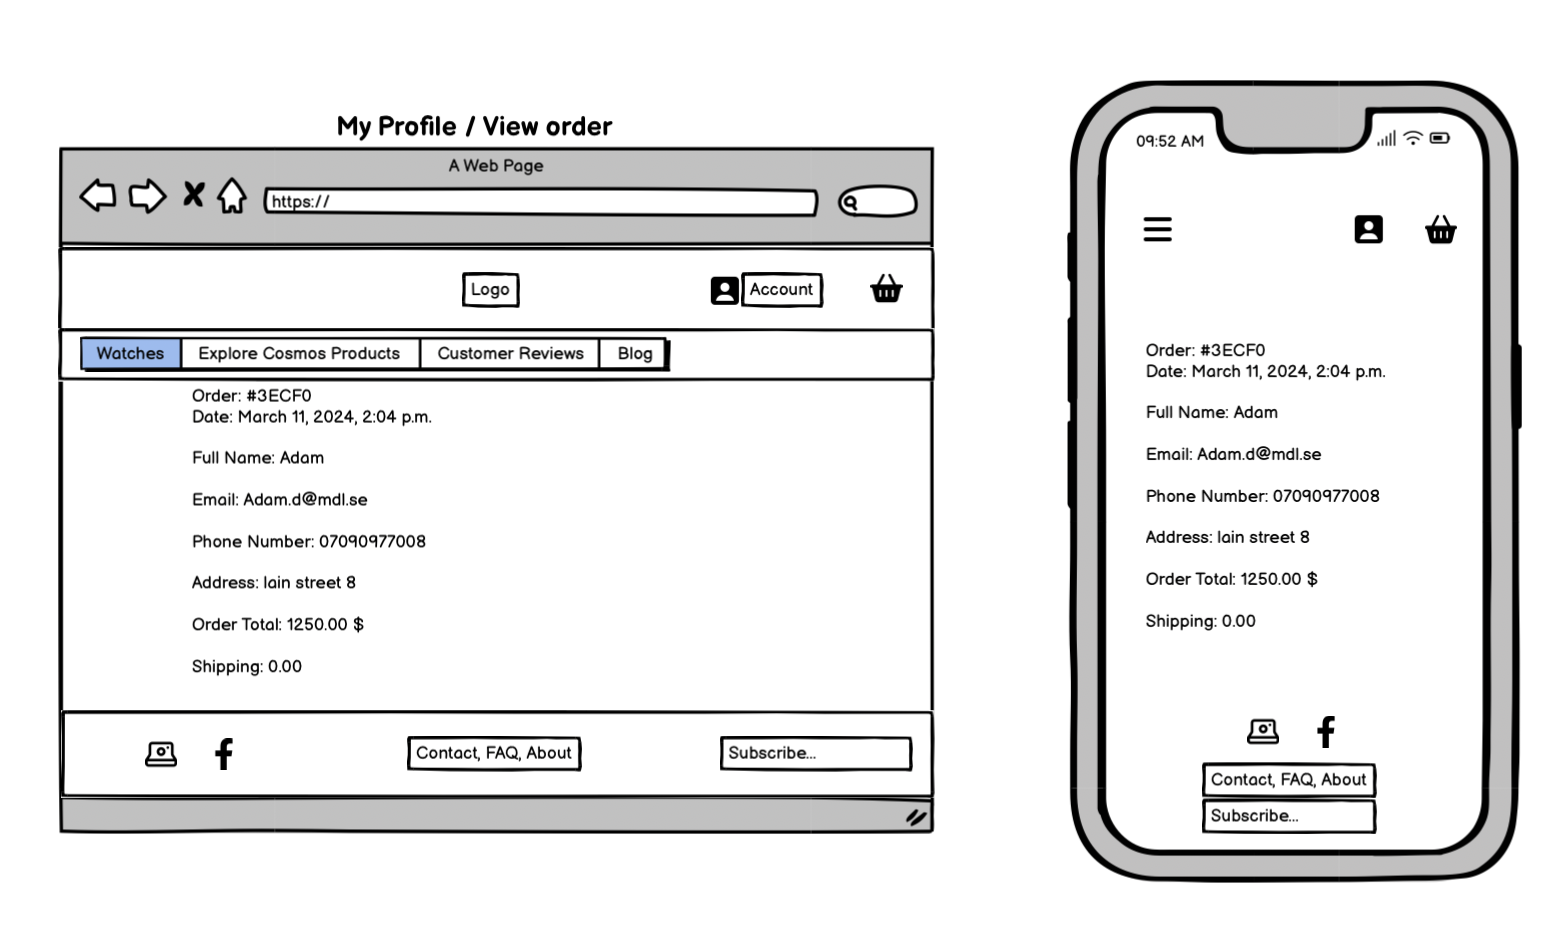 My Profile / View order
A Web Page
https://
Logo
Account
Watches
Explore Cosmos Products
Customer Reviews
Blog
Order: #3ECF0
Date: March 11, 2024, 2:04 p.m.
Full Name: Adam
Email: Adam.d@mdl.se
Phone Number: 07090977008
Address: lain street 8
Order Total: 1250.00 $
Shipping: 0.00
Contact, FAQ, About
Subscribe...
09:52 AM
Order: #3ECF0
Date: March 11, 2024, 2:04 p.m.
Full Name: Adam
Email: Adam.d@mdl.se
Phone Number: 07090977008
Address: lain street 8
Order Total: 1250.00 $
Shipping: 0.00
Contact, FAQ, About
Subscribe...